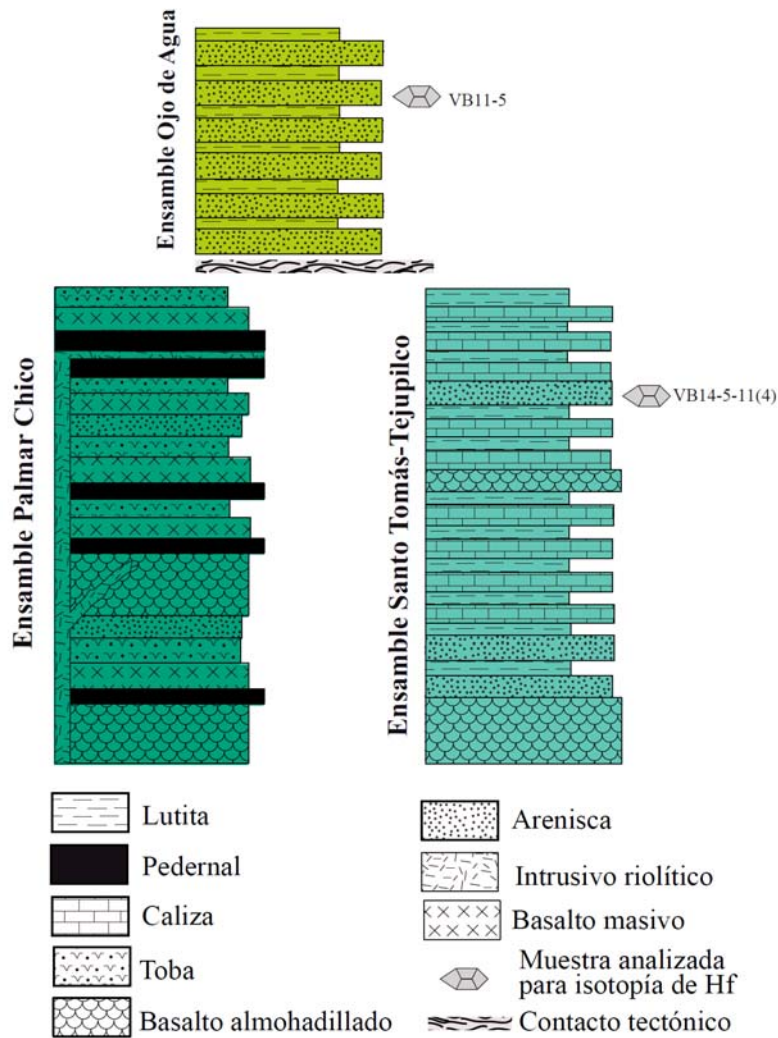 Ensamble Ojo de Agua
VB11-5
Ensamble Palmar Chico
Ensamble Santo Tomás-Tejupilco
VB14-5-11(4)
Lutita
Pedernal
Caliza
Toba
Basalto almohadillado
Arenisca
Intrusivo riolítico
Basalto masivo
Muestra analizada
para isotopía de Hf
Contacto tectónico